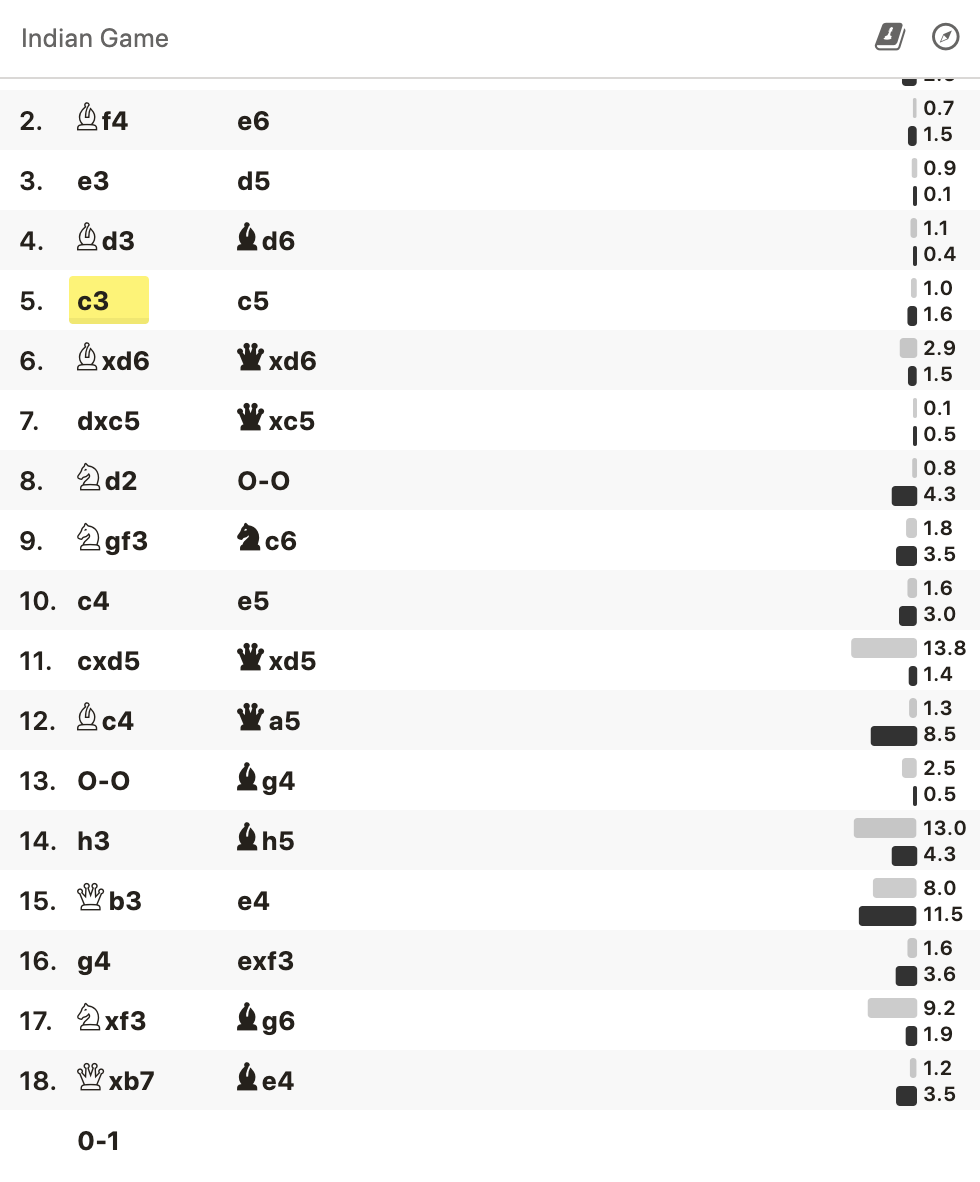 Indian Game
2. ♗f4 e6 0.7 1.5
3. e3 d5 0.9 0.1
4. ♗d3 ♝d6 1.1 0.4
5. c3 c5 1.0 1.6
6. ♗xd6 ♛xd6 2.9 1.5
7. dxc5 ♛xc5 0.1 0.5
8. ♘d2 O-O 0.8 4.3
9. ♘gf3 ♞c6 1.8 3.5
10. c4 e5 1.6 3.0
11. cxd5 ♛xd5 13.8 1.4
12. ♗c4 ♛a5 1.3 8.5
13. O-O ♝g4 2.5 0.5
14. h3 ♝h5 13.0 4.3
15. ♕b3 e4 8.0 11.5
16. g4 exf3 1.6 3.6
17. ♘xf3 ♝g6 9.2 1.9
18. ♕xb7 ♝e4 1.2 3.5
0-1